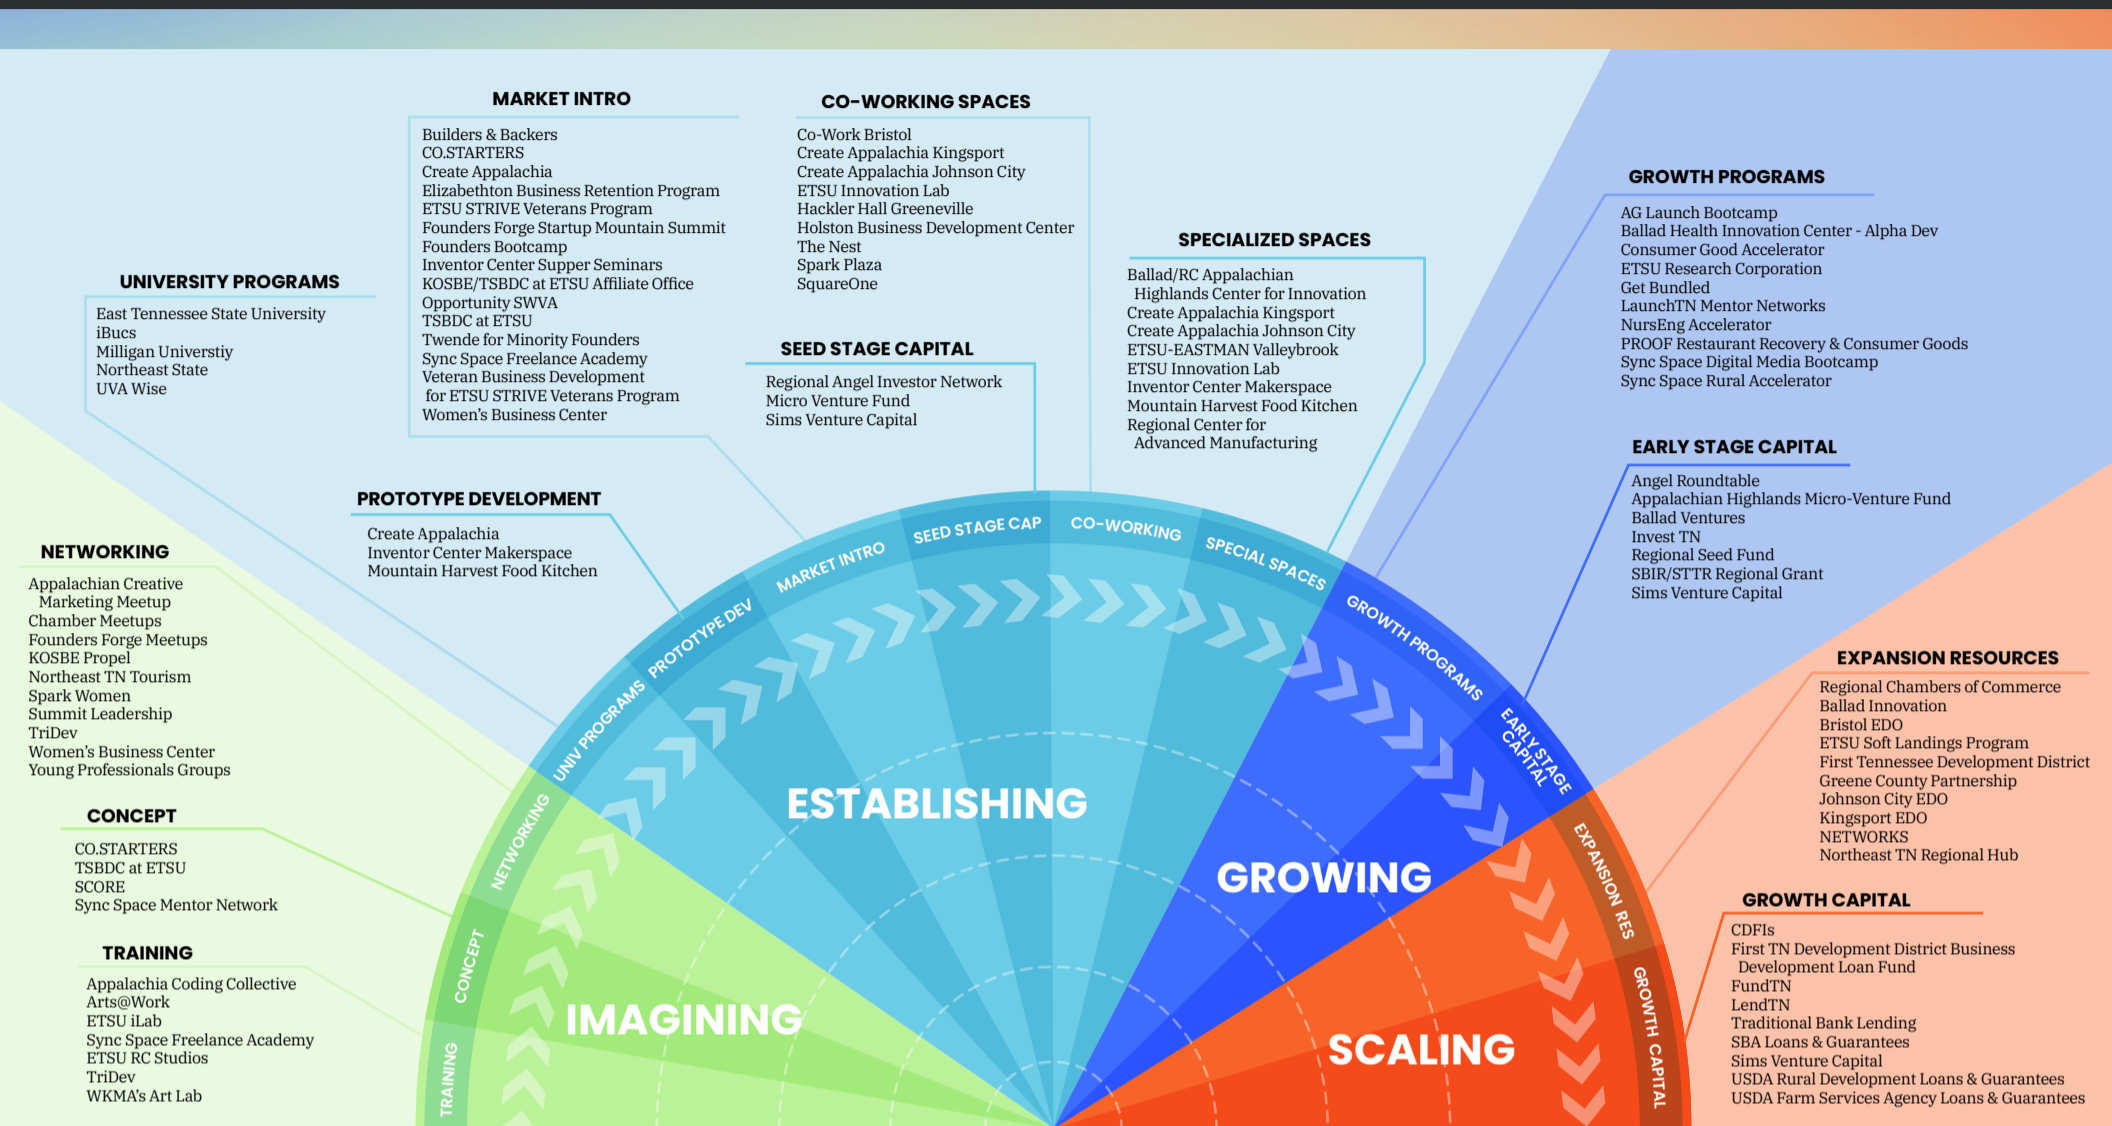 MARKET INTRO
Builders & Backers
CO.STARTERS
Create Appalachia
Elizabethton Business Retention Program
ETSU STRIVE Veterans Program
Founders Forge Startup Mountain Summit
Founders Bootcamp
Inventor Center Supper Seminars
KOSBE/TSBDC at ETSU Affiliate Office
Opportunity SWVA
TSBDC at ETSU
Twende for Minority Founders
Sync Space Freelance Academy
Veteran Business Development
for ETSU STRIVE Veterans Program
Women's Business Center
CO-WORKING SPACES
Co-Work Bristol
Create Appalachia Kingsport
Create Appalachia Johnson City
ETSU Innovation Lab
Hackler Hall Greeneville
Holston Business Development Center
The Nest
Spark Plaza
SquareOne
SPECIALIZED SPACES
Ballad/RC Appalachian
Highlands Center for Innovation
Create Appalachia Kingsport
Create Appalachia Johnson City
ETSU-EASTMAN Valleybrook
ETSU Innovation Lab
Inventor Center Makerspace
Mountain Harvest Food Kitchen
Regional Center for
Advanced Manufacturing
GROWTH PROGRAMS
AG Launch Bootcamp
Ballad Health Innovation Center - Alpha Dev
Consumer Good Accelerator
ETSU Research Corporation
Get Bundled
LaunchTN Mentor Networks
NursEng Accelerator
PROOF Restaurant Recovery & Consumer Goods
Sync Space Digital Media Bootcamp
Sync Space Rural Accelerator
UNIVERSITY PROGRAMS
East Tennessee State University
iBucs
Milligan Universtiy
Northeast State
UVA Wise
SEED STAGE CAPITAL
Regional Angel Investor Network
Micro Venture Fund
Sims Venture Capital
EARLY STAGE CAPITAL
Angel Roundtable
Appalachian Highlands Micro-Venture Fund
Ballad Ventures
Invest TN
Regional Seed Fund
SBIR/STTR Regional Grant
Sims Venture Capital
PROTOTYPE DEVELOPMENT
Create Appalachia
Inventor Center Makerspace
Mountain Harvest Food Kitchen
NETWORKING
Appalachian Creative
Marketing Meetup
Chamber Meetups
Founders Forge Meetups
KOSBE Propel
Northeast TN Tourism
Spark Women
Summit Leadership
TriDev
Women's Business Center
Young Professionals Groups
CONCEPT
CO.STARTERS
TSBDC at ETSU
SCORE
Sync Space Mentor Network
TRAINING
Appalachia Coding Collective
Arts@Work
ETSU iLab
Sync Space Freelance Academy
ETSU RC Studios
TriDev
WKMA's Art Lab
EXPANSION RESOURCES
Regional Chambers of Commerce
Ballad Innovation
Bristol EDO
ETSU Soft Landings Program
First Tennessee Development District
Greene County Partnership
Johnson City EDO
Kingsport EDO
NETWORKS
Northeast TN Regional Hub
GROWTH CAPITAL
CDFIs
First TN Development District Business
Development Loan Fund
FundTN
LendTN
Traditional Bank Lending
SBA Loans & Guarantees
Sims Venture Capital
USDA Rural Development Loans & Guarantees
USDA Farm Services Agency Loans & Guarantees
TRAINING
CONCEPT
NETWORKING
UNIV PROGRAMS
PROTOTYPE DEV
MARKET INTRO
SEED STAGE CAP
CO-WORKING
SPECIAL SPACES
GROWTH PROGRAMS
EARLY STAGE
CAPITAL
EXPANSION RES
GROWTH CAPITAL
IMAGINING
ESTABLISHING
GROWING
SCALING